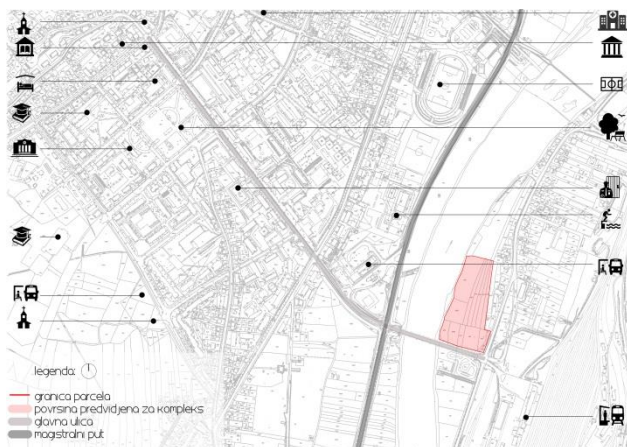 legenda:
granica parcela
povrsina predvidjena za kompleks
glavna ulica
magistralni put